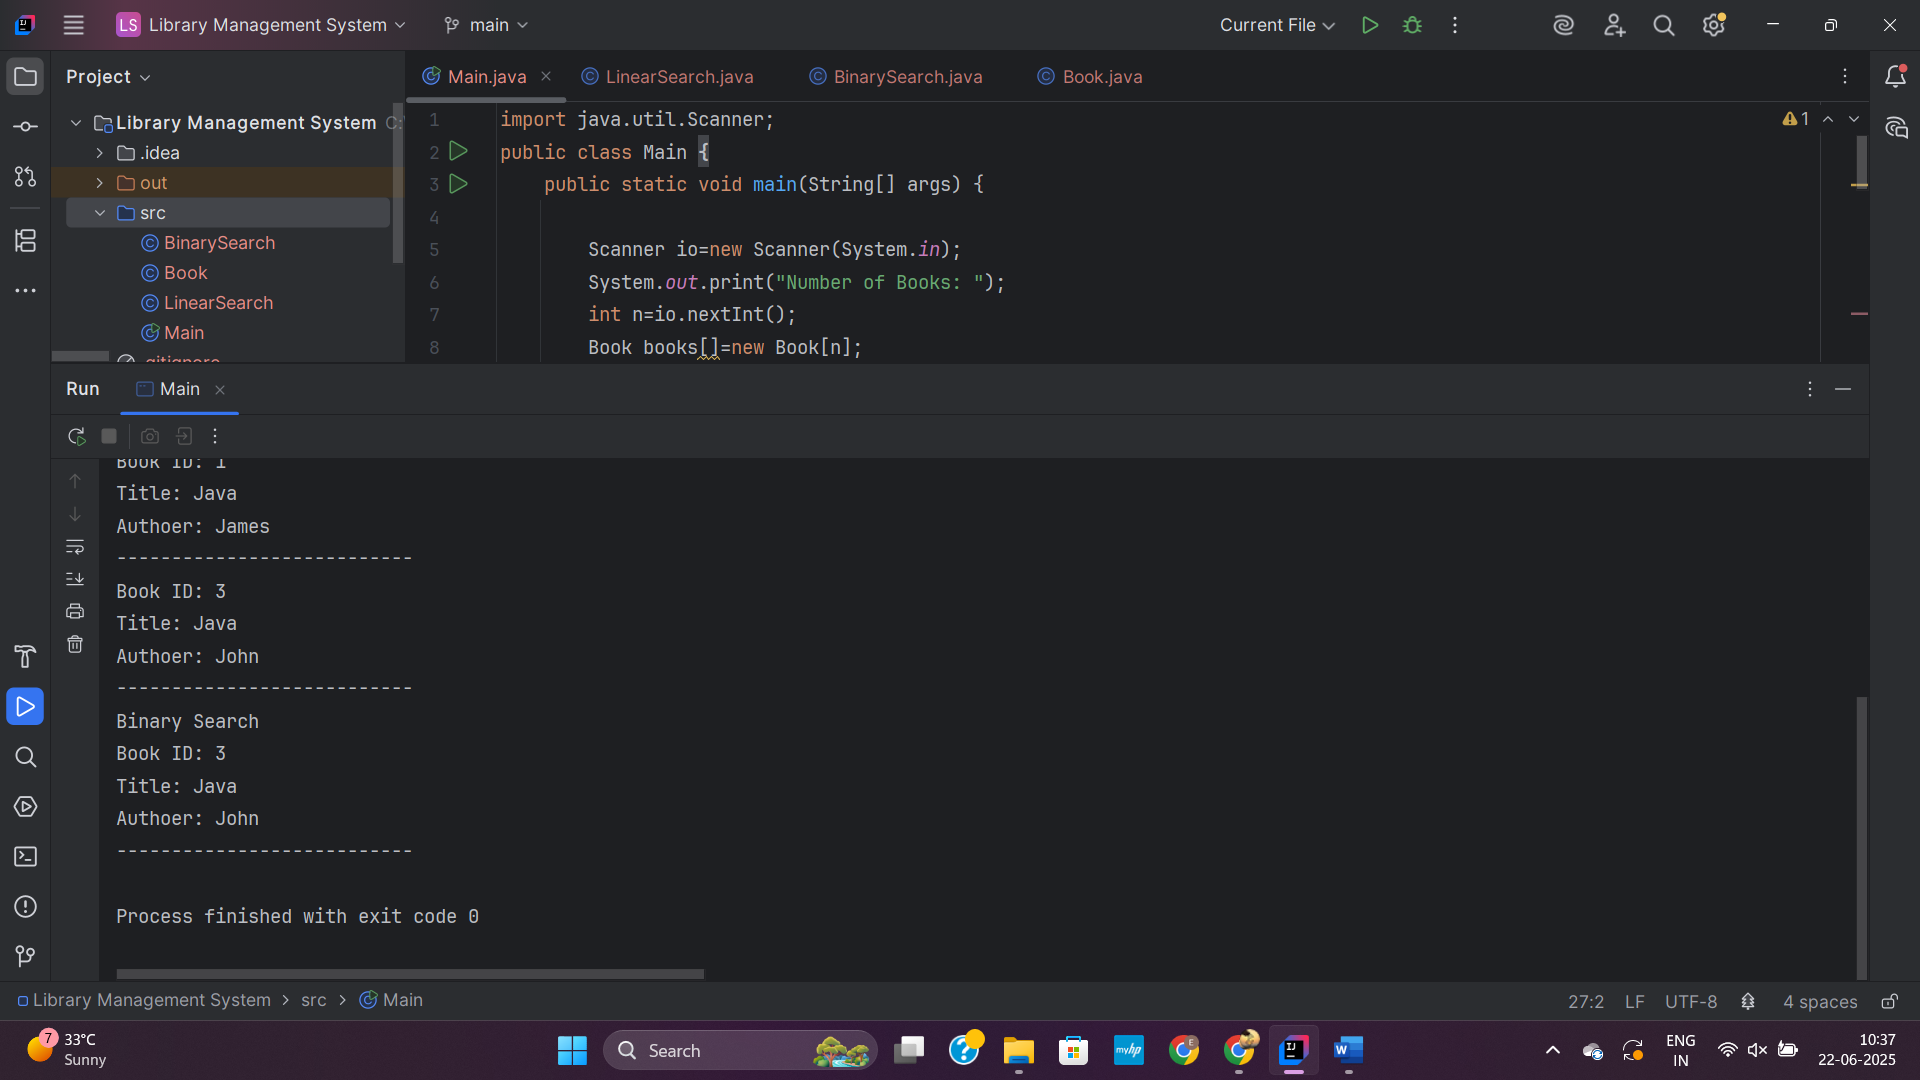 LS Library Management System
main
Current File
Project
Main.java
LinearSearch.java
BinarySearch.java
Book.java
Library Management System C:
.idea
out
src
BinarySearch
Book
LinearSearch
Main
.gitignore
1 import java.util.Scanner;
2 public class Main {
3 public static void main(String[] args) {
4
5 Scanner io=new Scanner(System.in);
6 System.out.print("Number of Books: ");
7 int n=io.nextInt();
8 Book books[]=new Book[n];
1
Run
Main
Book ID: 1
Title: Java
Authoer: James
---------------------------
Book ID: 3
Title: Java
Authoer: John
---------------------------
Binary Search
Book ID: 3
Title: Java
Authoer: John
---------------------------
Process finished with exit code 0
Library Management System > src > Main
27:2 LF UTF-8 4 spaces
7
33°C
Sunny
Search
myhp
E
W
ENG
IN
10:37
22-06-2025